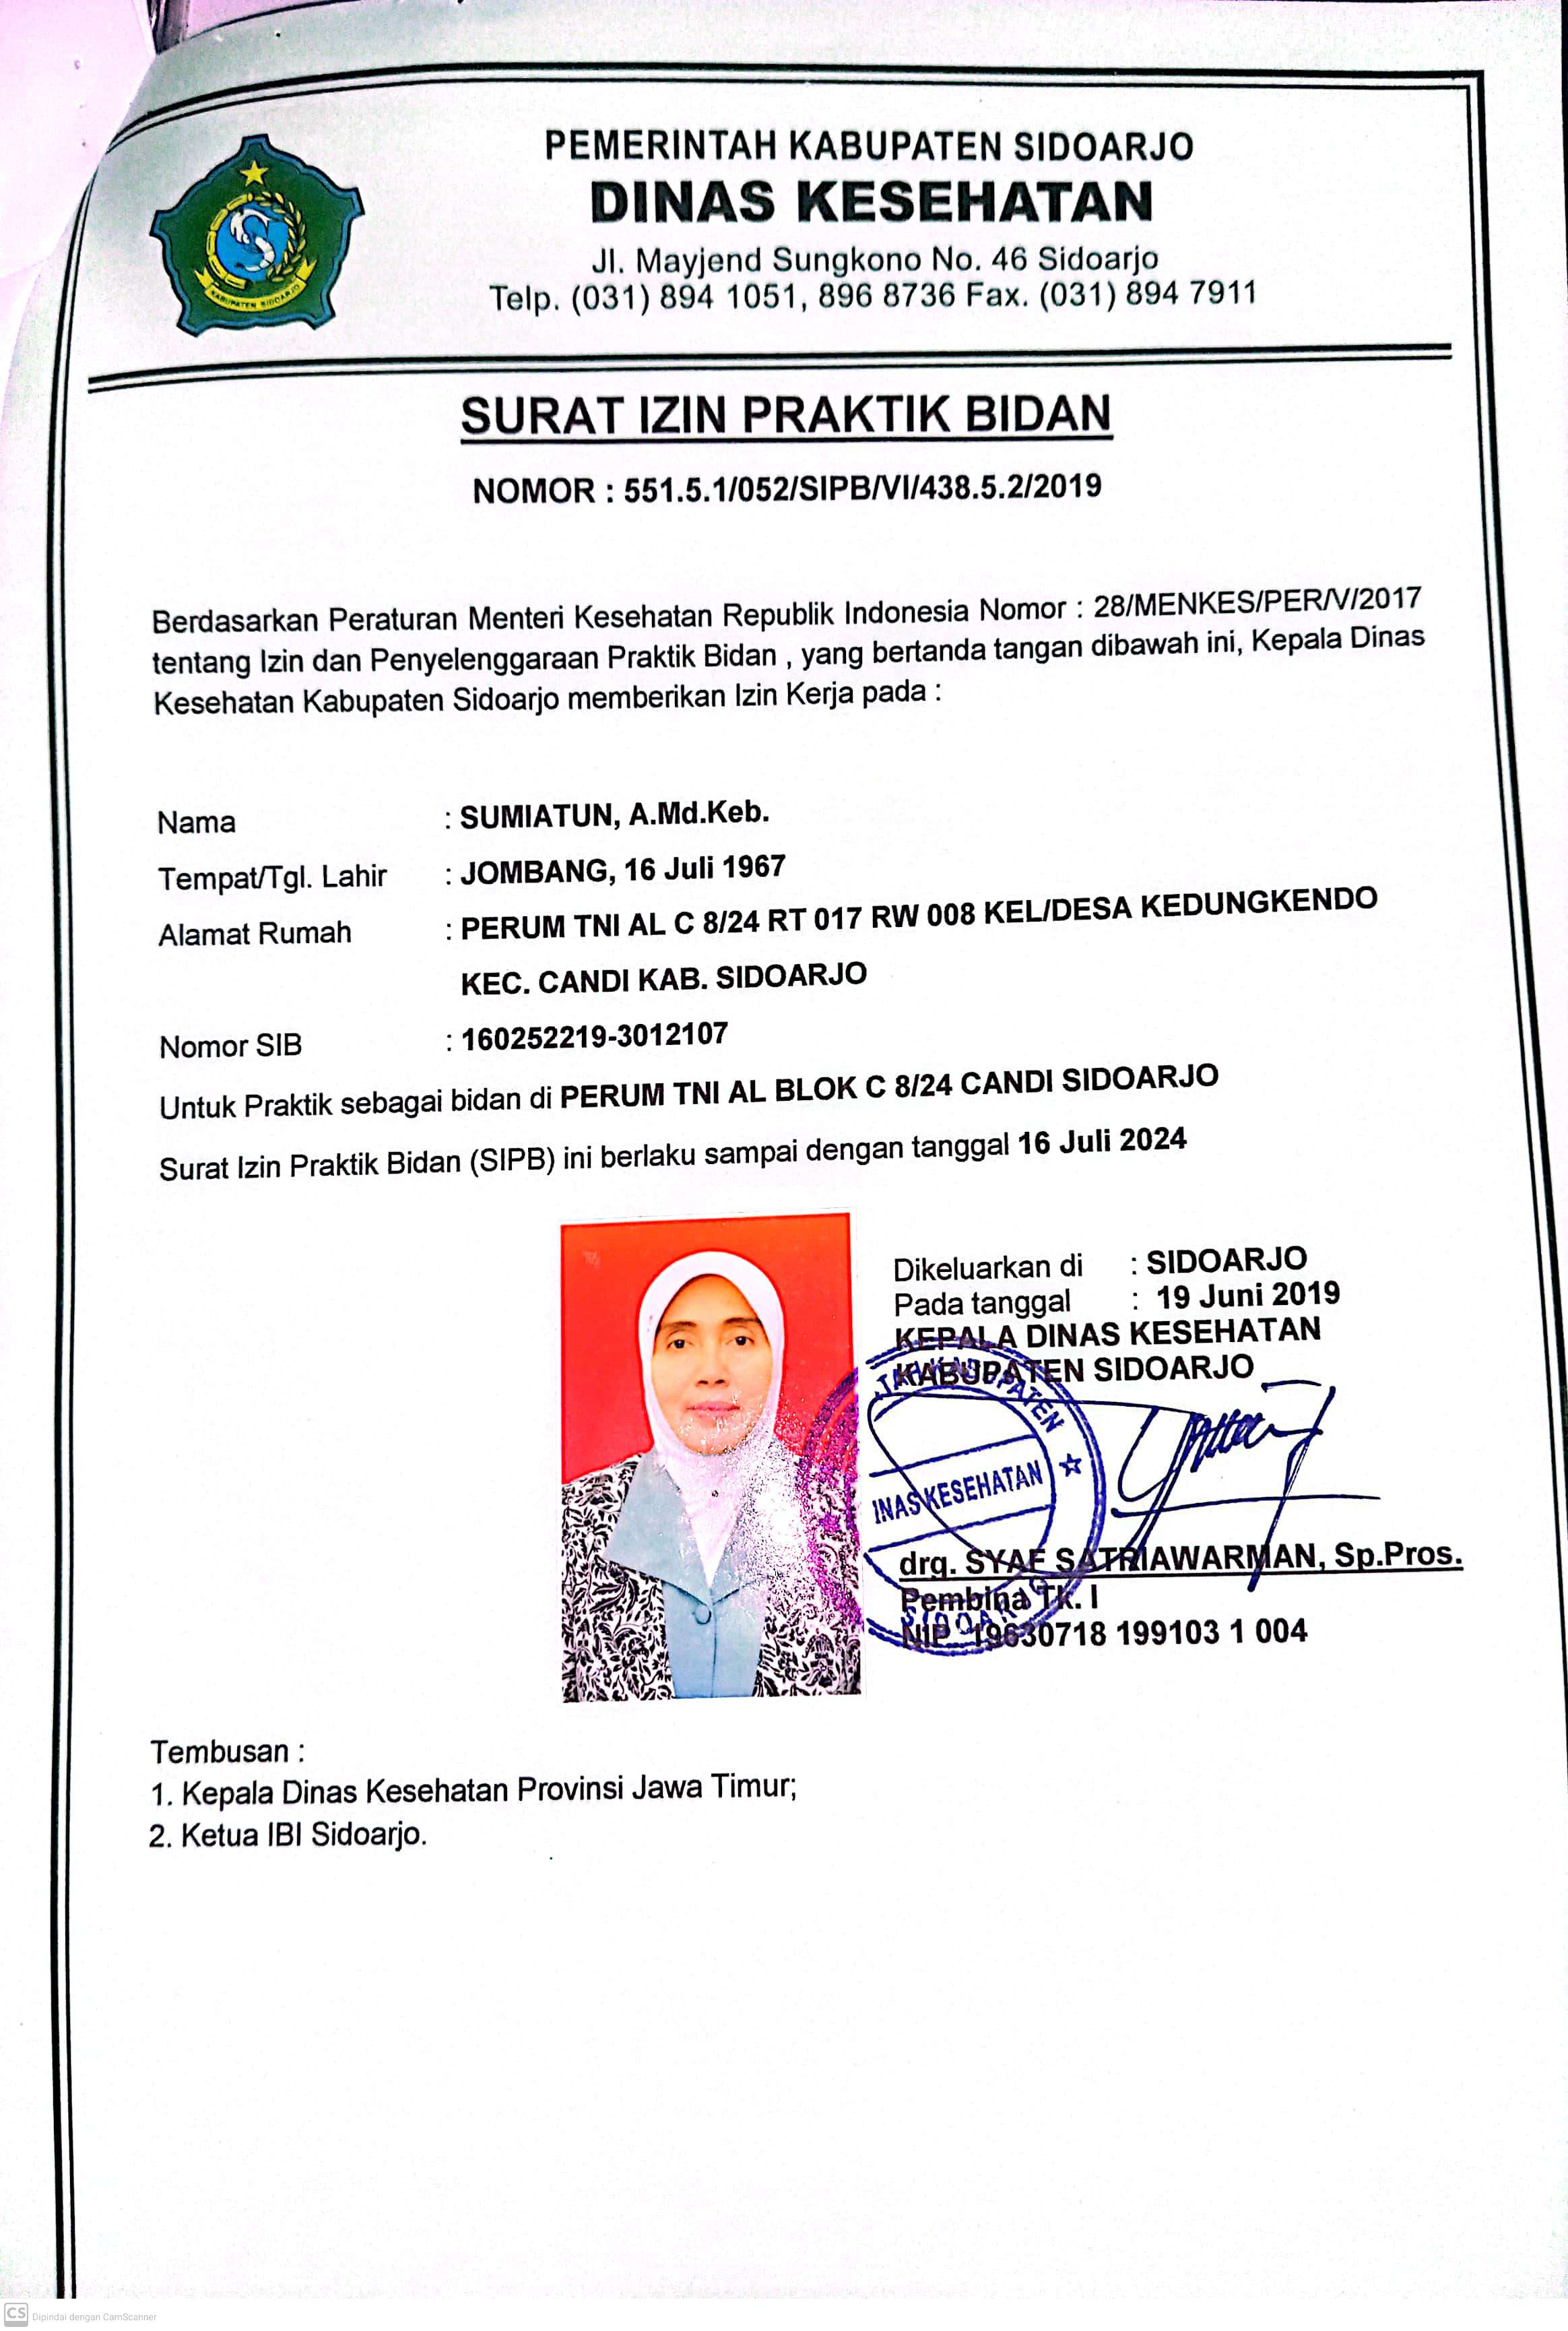 PEMERINTAH KABUPATEN SIDOARJO
DINAS KESEHATAN
Jl. Mayjend Sungkono No. 46 Sidoarjo
Telp. (031) 894 1051, 896 8736 Fax. (031) 894 7911
KABUPATEN SIDOARJO
SURAT IZIN PRAKTIK BIDAN
NOMOR : 551.5.1/052/SIPB/VI/438.5.2/2019
Berdasarkan Peraturan Menteri Kesehatan Republik Indonesia Nomor : 28/MENKES/PER/V/2017
tentang Izin dan Penyelenggaraan Praktik Bidan , yang bertanda tangan dibawah ini, Kepala Dinas
Kesehatan Kabupaten Sidoarjo memberikan Izin Kerja pada :
Nama : SUMIATUN, A.Md.Keb.
Tempat/Tgl. Lahir : JOMBANG, 16 Juli 1967
Alamat Rumah : PERUM TNI AL C 8/24 RT 017 RW 008 KEL/DESA KEDUNGKENDO
KEC. CANDI KAB. SIDOARJO
Nomor SIB : 160252219-3012107
Untuk Praktik sebagai bidan di PERUM TNI AL BLOK C 8/24 CANDI SIDOARJO
Surat Izin Praktik Bidan (SIPB) ini berlaku sampai dengan tanggal 16 Juli 2024
Dikeluarkan di : SIDOARJO
Pada tanggal : 19 Juni 2019
KEPALA DINAS KESEHATAN
KABUPATEN SIDOARJO
TAH KABUPATEN
INAS KESEHATAN
SIDOARJO
drg. SYAF SATRIAWARMAN, Sp.Pros.
Pembina Tk. I
NIP 19630718 199103 1 004
Tembusan :
1. Kepala Dinas Kesehatan Provinsi Jawa Timur;
2. Ketua IBI Sidoarjo.
CS Dipindai dengan CamScanner